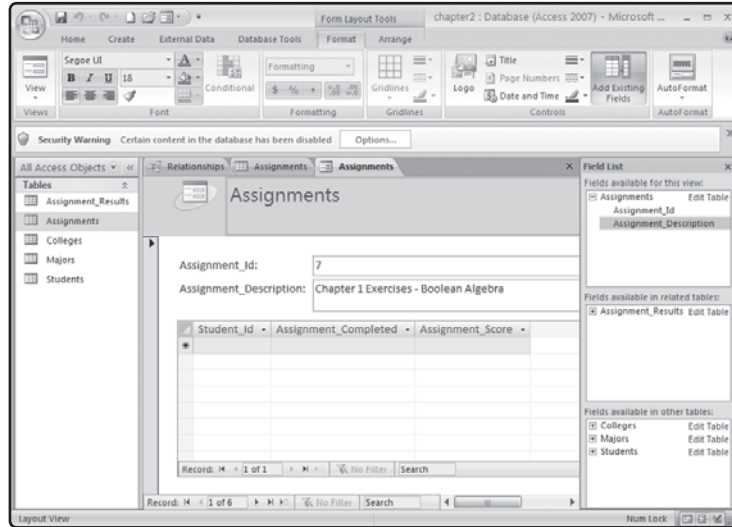 Form Layout Tools
chapter2 : Database (Access 2007) - Microsoft ...
Home Create External Data Database Tools Format Arrange
View
Views
Segoe UI
B I U 18
Font
Conditional
Formatting
$ % ,
Formatting
Gridlines
Gridlines
Logo
Title
Page Numbers
Date and Time
Add Existing Fields
Controls
AutoFormat
AutoFormat
Security Warning Certain content in the database has been disabled Options...
All Access Objects
Tables
Assignment_Results
Assignments
Colleges
Majors
Students
Relationships Assignments Assignments
Assignments
Assignment_Id: 7
Assignment_Description: Chapter 1 Exercises - Boolean Algebra
Student_Id Assignment_Completed Assignment_Score
Record: 1 of 1 No Filter Search
Record: 1 of 6 No Filter Search
Field List
Fields available for this view:
Assignments Edit Table
Assignment_Id
Assignment_Description
Fields available in related tables:
Assignment_Results Edit Table
Fields available in other tables:
Colleges Edit Table
Majors Edit Table
Students Edit Table
Layout View Num Lock